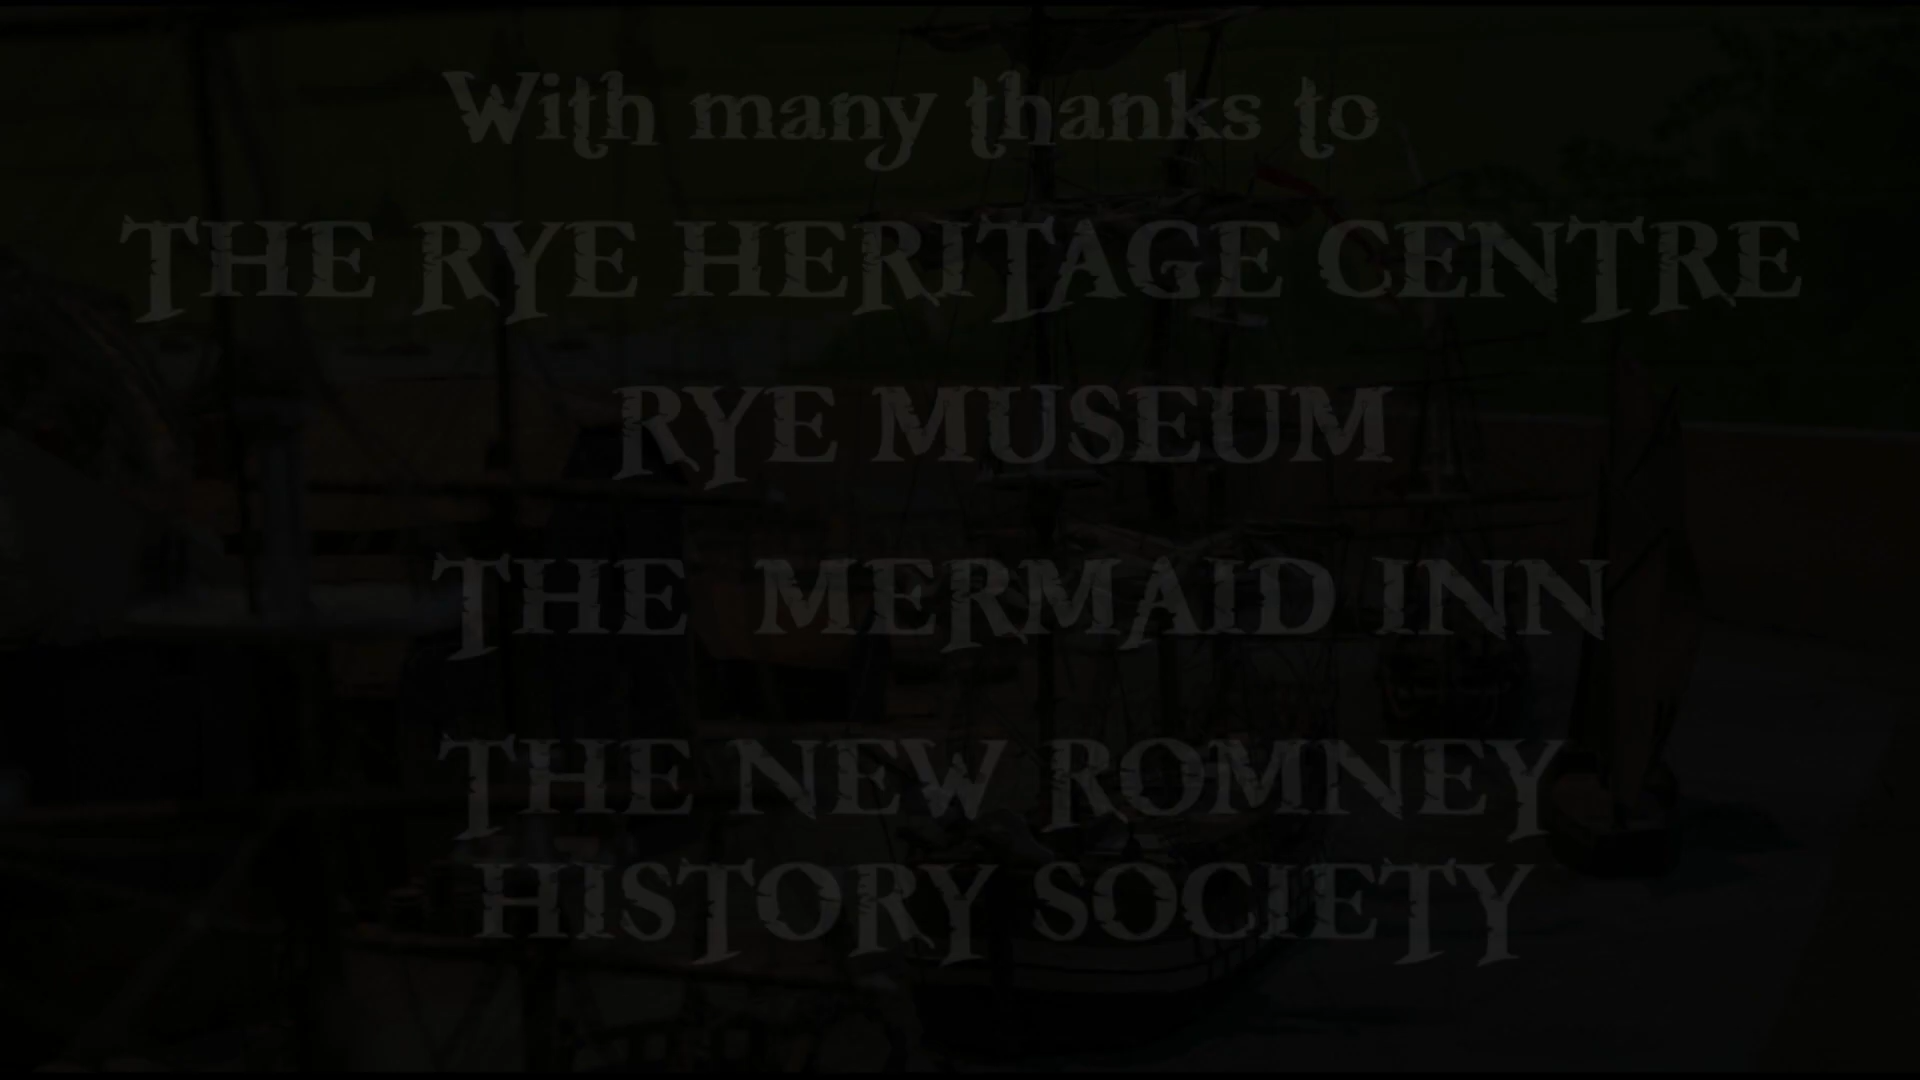 With many thanks to
THE RYE HERITAGE CENTRE
RYE MUSEUM
THE MERMAID INN
THE NEW ROMNEY
HISTORY SOCIETY